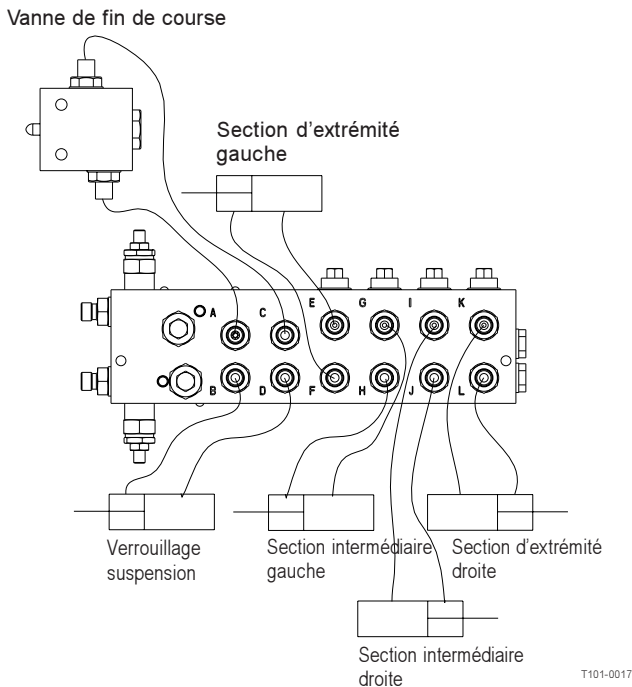 Vanne de fin de course
Section d'extrémité
gauche
A
C
E
G
I
K
B
D
F
H
J
L
Verrouillage
suspension
Section intermédiaire
gauche
Section d'extrémité
droite
Section intermédiaire
droite
T101-0017